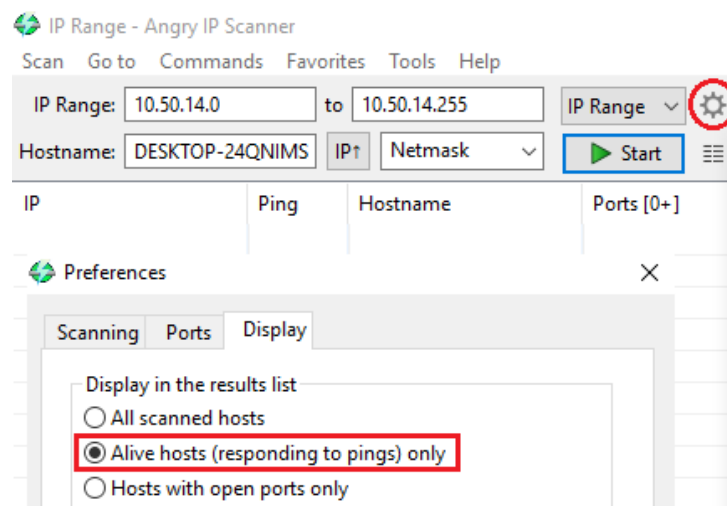 IP Range - Angry IP Scanner
Scan Go to Commands Favorites Tools Help
IP Range: 10.50.14.0 to 10.50.14.255 IP Range
Hostname: DESKTOP-24QNIMS IP↑ Netmask Start
IP Ping Hostname Ports [0+]
Preferences
Scanning Ports Display
Display in the results list
All scanned hosts
Alive hosts (responding to pings) only
Hosts with open ports only